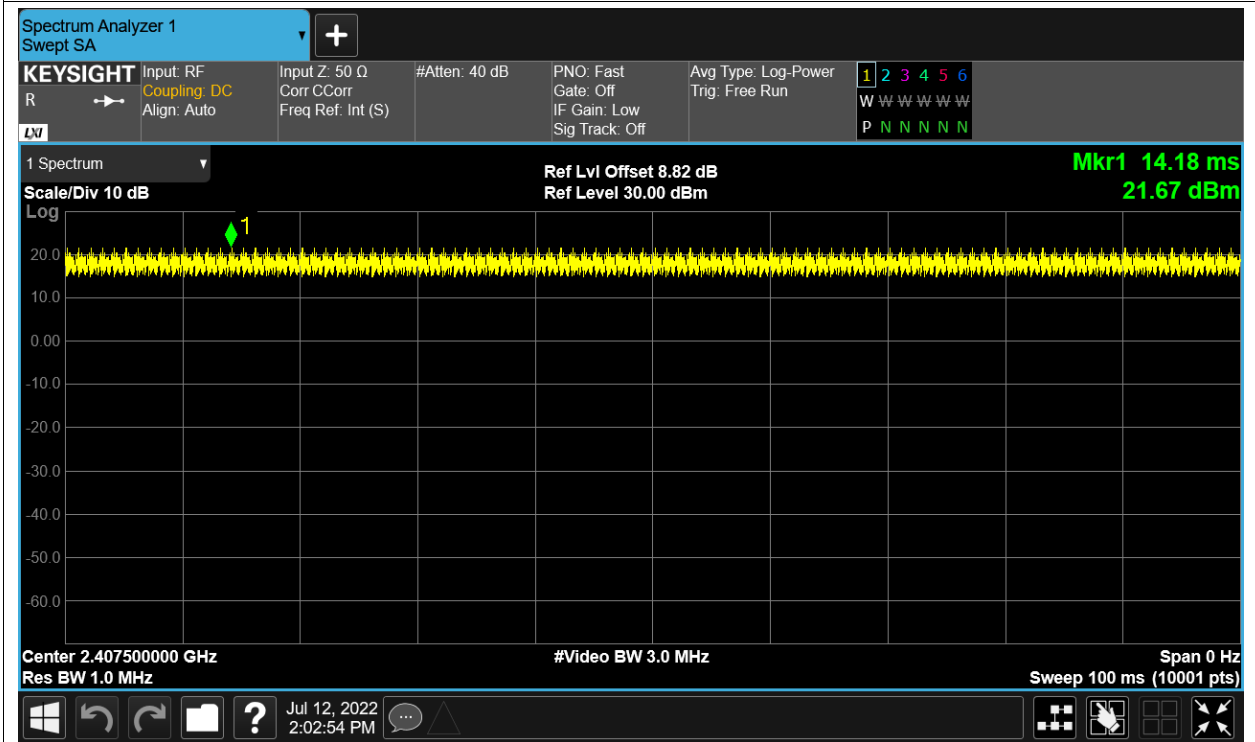 Spectrum Analyzer 1
Swept SA
▼
+
KEYSIGHT
R
LXI
Input: RF
Coupling: DC
Align: Auto
Input Z: 50 Ω
Corr CCorr
Freq Ref: Int (S)
#Atten: 40 dB
PNO: Fast
Gate: Off
IF Gain: Low
Sig Track: Off
Avg Type: Log-Power
Trig: Free Run
1 2 3 4 5 6
W W W W W W
P N N N N N
1 Spectrum ▼
Scale/Div 10 dB
Log
Ref Lvl Offset 8.82 dB
Ref Level 30.00 dBm
Mkr1 14.18 ms
21.67 dBm
1
20.0
10.0
0.00
-10.0
-20.0
-30.0
-40.0
-50.0
-60.0
Center 2.407500000 GHz
Res BW 1.0 MHz
#Video BW 3.0 MHz
Span 0 Hz
Sweep 100 ms (10001 pts)
?
Jul 12, 2022
2:02:54 PM